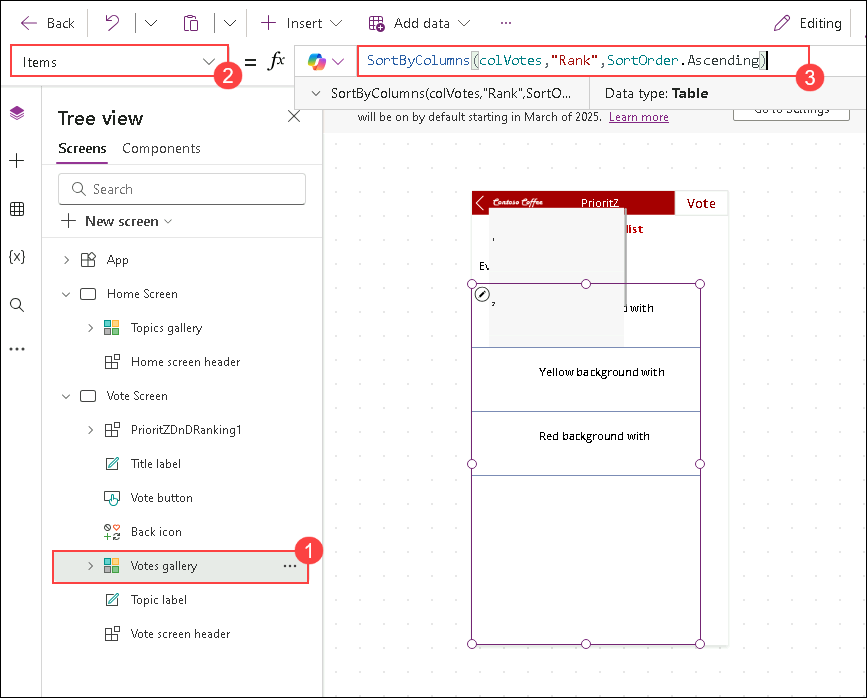 Back
Insert
Add data
Editing
Items
2
=
fx
SortByColumns(colVotes,"Rank",SortOrder.Ascending)
3
SortByColumns(colVotes,"Rank",SortO...
Data type: Table
will be on by default starting in March of 2025. Learn more
Go to Settings
Tree view
Screens
Components
Search
New screen
App
Home Screen
Topics gallery
Home screen header
Vote Screen
PrioritZDnDRanking1
Title label
Vote button
Back icon
1
Votes gallery
Topic label
Vote screen header
Contoso Coffee
PrioritZ
Vote
list
Ev
d with
Yellow background with
Red background with